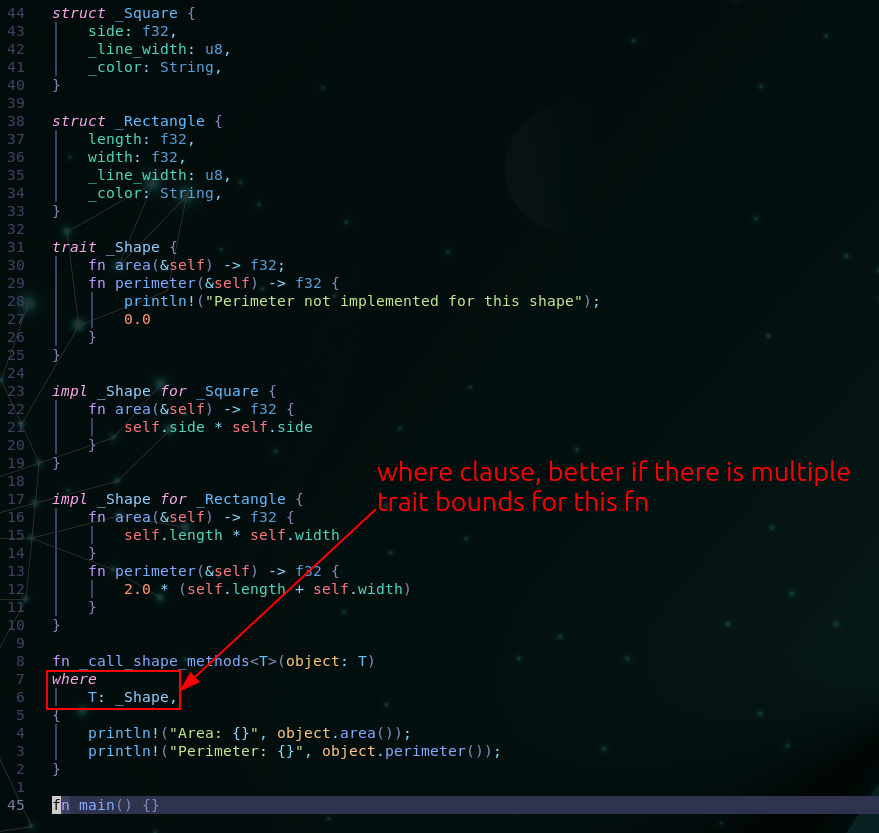 44 struct _Square {
43     side: f32,
42     _line_width: u8,
41     _color: String,
40 }
39
38 struct _Rectangle {
37     length: f32,
36     width: f32,
35     _line_width: u8,
34     _color: String,
33 }
32
31 trait _Shape {
30     fn area(&self) -> f32;
29     fn perimeter(&self) -> f32 {
28         println!("Perimeter not implemented for this shape");
27         0.0
26     }
25 }
24
23 impl _Shape for _Square {
22     fn area(&self) -> f32 {
21         self.side * self.side
20     }
19 }
18
17 impl _Shape for _Rectangle {
16     fn area(&self) -> f32 {
15         self.length * self.width
14     }
13     fn perimeter(&self) -> f32 {
12         2.0 * (self.length + self.width)
11     }
10 }
9
8 fn _call_shape_methods<T>(object: T)
7 where
6     T: _Shape,
5 {
4     println!("Area: {}", object.area());
3     println!("Perimeter: {}", object.perimeter());
2 }
1
45 fn main() {}
where clause, better if there is multiple
trait bounds for this fn